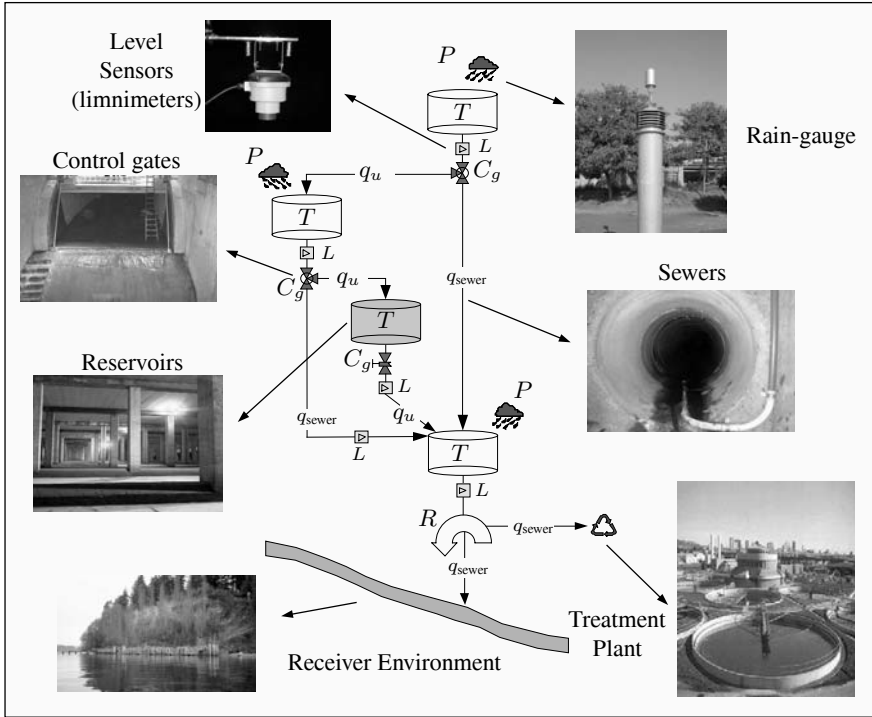 Level
Sensors
(limnimeters)
P
T
L
C_g
Rain-gauge
Control gates
P
q_u
T
L
C_g
q_u
q_sewer
Sewers
T
Reservoirs
C_g
L
q_u
P
q_sewer
L
T
L
R
q_sewer
q_sewer
Treatment
Plant
Receiver Environment